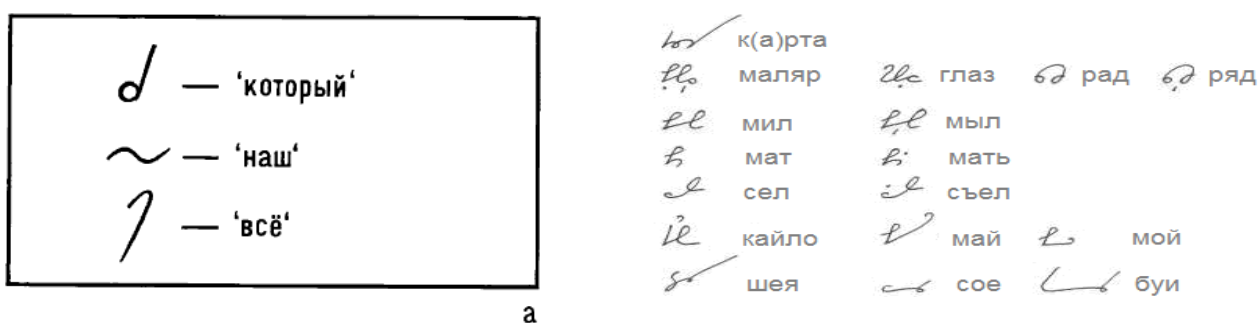 — ‘который‘
— ‘наш‘
— ‘всё‘
а
к(а)рта
маляр глаз рад ряд
мил мыл
мат мать
сел съел
кайло май мой
шея сое буи